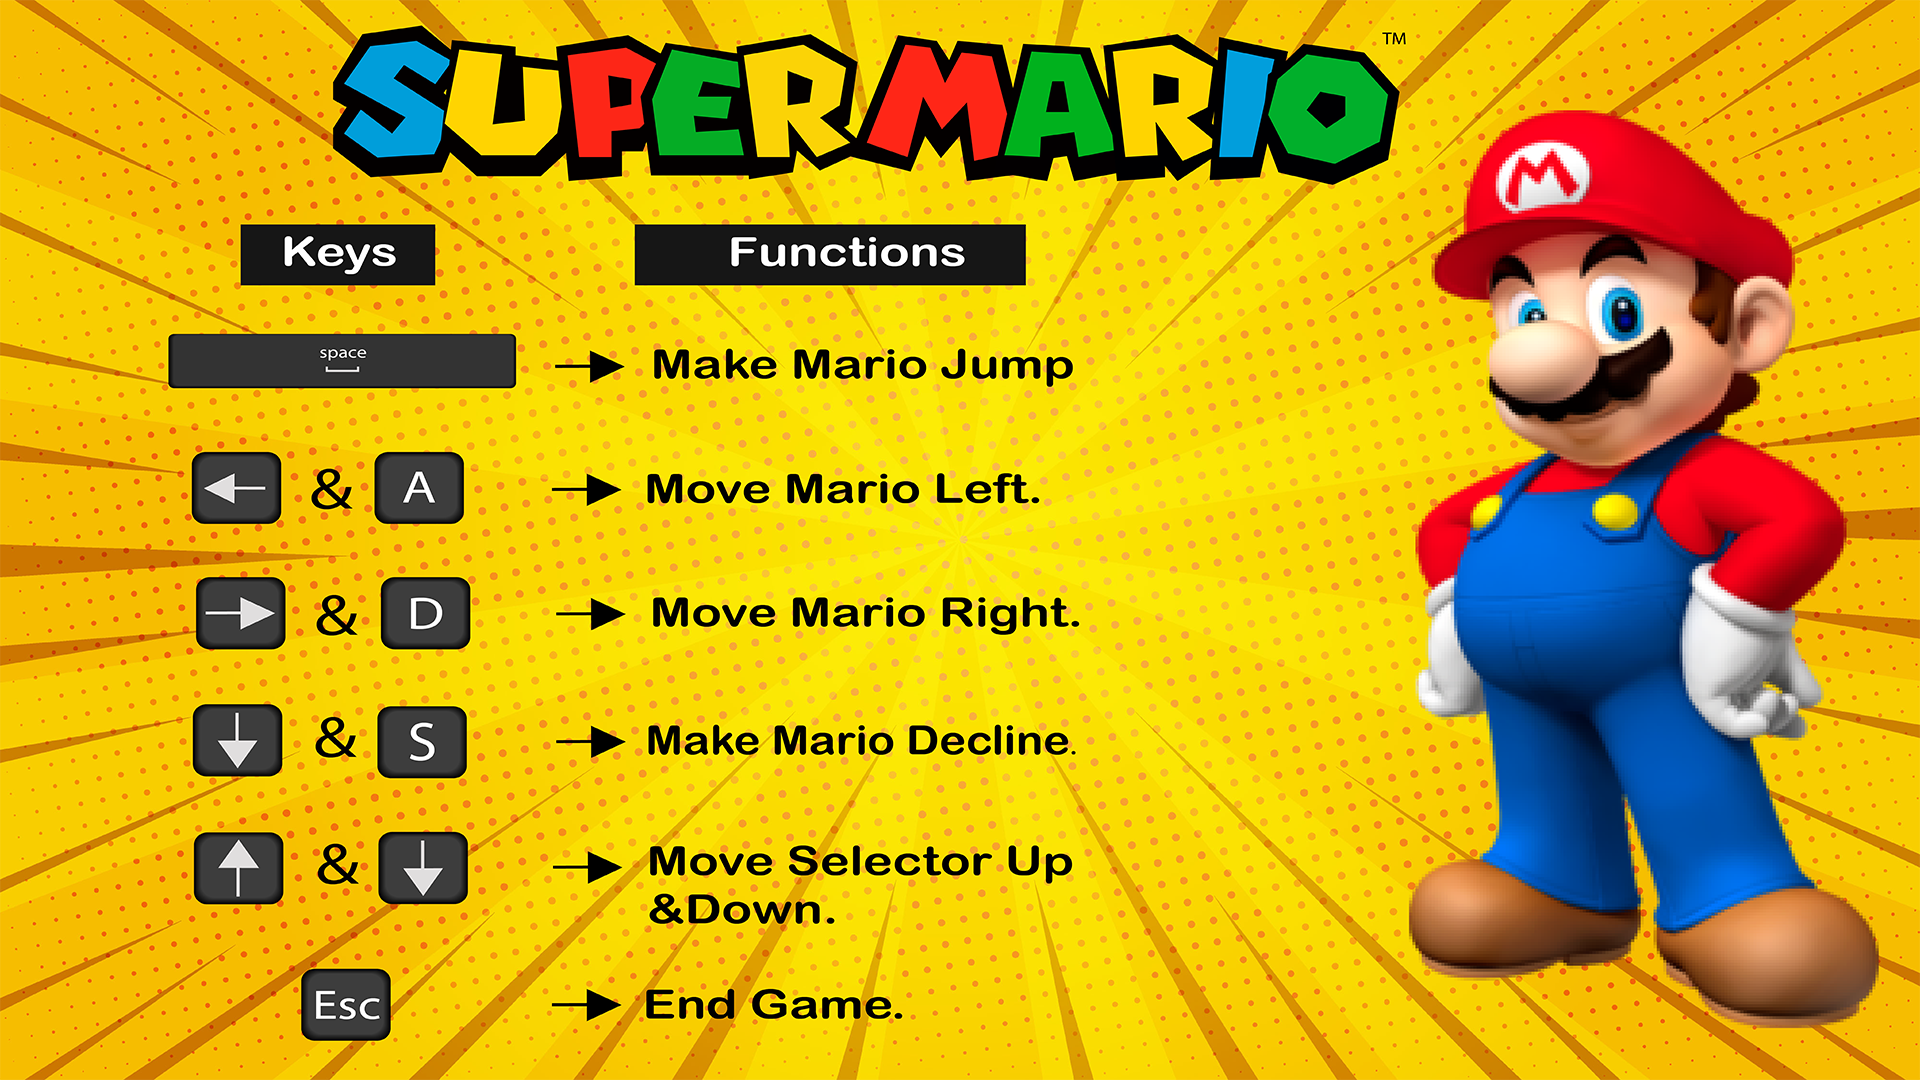 SUPER MARIO TM
Keys Functions
space Make Mario Jump
& A Move Mario Left.
& D Move Mario Right.
& S Make Mario Decline.
& Move Selector Up
&Down.
Esc End Game.
M